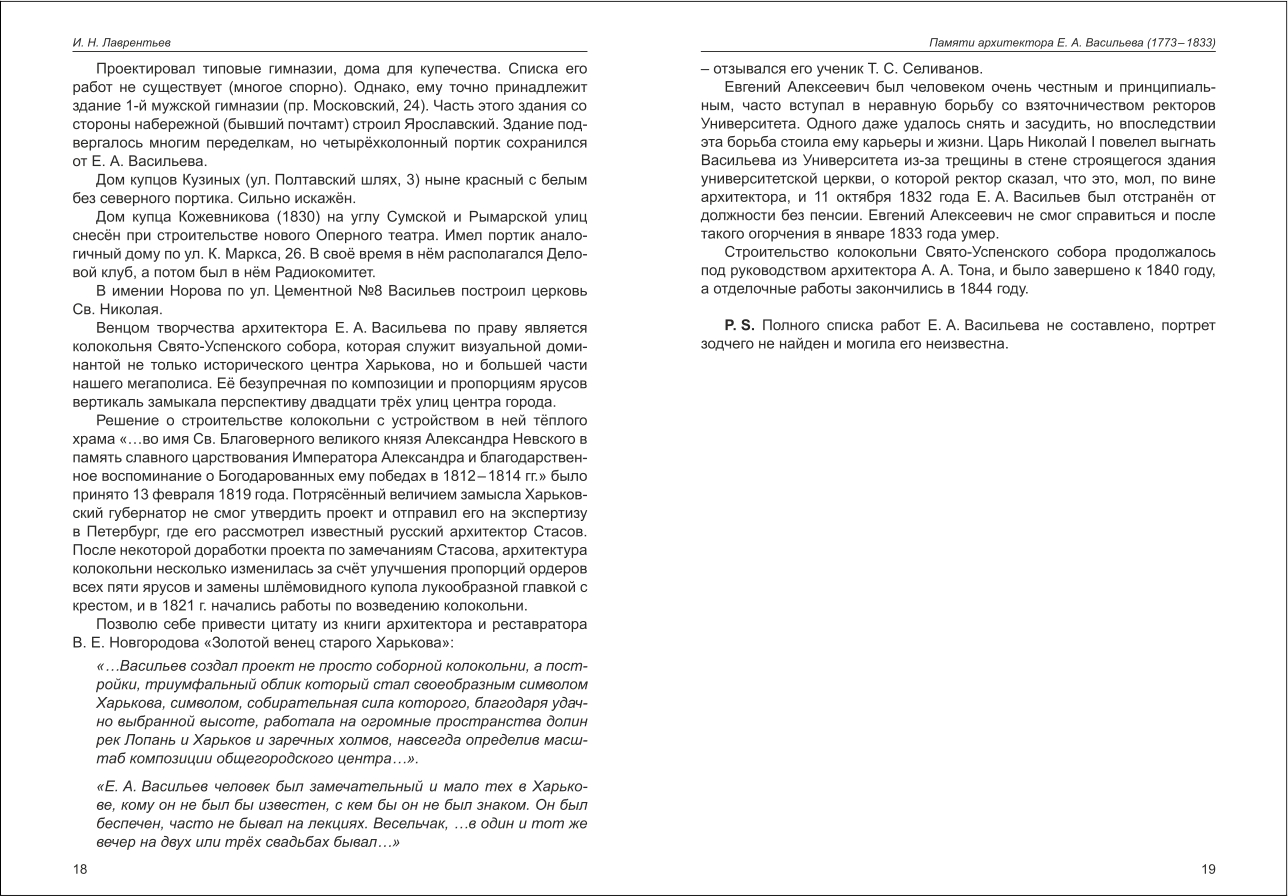 И. Н. Лаврентьев
Проектировал типовые гимназии, дома для купечества. Списка его
работ не существует (многое спорно). Однако, ему точно принадлежит
здание 1-й мужской гимназии (пр. Московский, 24). Часть этого здания со
стороны набережной (бывший почтамт) строил Ярославский. Здание под-
вергалось многим переделкам, но четырёхколонный портик сохранился
от Е. А. Васильева.
Дом купцов Кузиных (ул. Полтавский шлях, 3) ныне красный с белым
без северного портика. Сильно искажён.
Дом купца Кожевникова (1830) на углу Сумской и Рымарской улиц
снесён при строительстве нового Оперного театра. Имел портик анало-
гичный дому по ул. К. Маркса, 26. В своё время в нём располагался Дело-
вой клуб, а потом был в нём Радиокомитет.
В имении Норова по ул. Цементной №8 Васильев построил церковь
Св. Николая.
Венцом творчества архитектора Е. А. Васильева по праву является
колокольня Свято-Успенского собора, которая служит визуальной доми-
нантой не только исторического центра Харькова, но и большей части
нашего мегаполиса. Её безупречная по композиции и пропорциям ярусов
вертикаль замыкала перспективу двадцати трёх улиц центра города.
Решение о строительстве колокольни с устройством в ней тёплого
храма «…во имя Св. Благоверного великого князя Александра Невского в
память славного царствования Императора Александра и благодарствен-
ное воспоминание о Богодарованных ему победах в 1812–1814 гг.» было
принято 13 февраля 1819 года. Потрясённый величием замысла Харьков-
ский губернатор не смог утвердить проект и отправил его на экспертизу
в Петербург, где его рассмотрел известный русский архитектор Стасов.
После некоторой доработки проекта по замечаниям Стасова, архитектура
колокольни несколько изменилась за счёт улучшения пропорций ордеров
всех пяти ярусов и замены шлёмовидного купола лукообразной главкой с
крестом, и в 1821 г. начались работы по возведению колокольни.
Позволю себе привести цитату из книги архитектора и реставратора
В. Е. Новгородова «Золотой венец старого Харькова»:
«…Васильев создал проект не просто соборной колокольни, а пост-
ройки, триумфальный облик который стал своеобразным символом
Харькова, символом, собирательная сила которого, благодаря удач-
но выбранной высоте, работала на огромные пространства долин
рек Лопань и Харьков и заречных холмов, навсегда определив масш-
таб композиции общегородского центра…».
«Е. А. Васильев человек был замечательный и мало тех в Харько-
ве, кому он не был бы известен, с кем бы он не был знаком. Он был
беспечен, часто не бывал на лекциях. Весельчак, …в один и тот же
вечер на двух или трёх свадьбах бывал…»
18
Памяти архитектора Е. А. Васильева (1773–1833)
– отзывался его ученик Т. С. Селиванов.
Евгений Алексеевич был человеком очень честным и принципиаль-
ным, часто вступал в неравную борьбу со взяточничеством ректоров
Университета. Одного даже удалось снять и засудить, но впоследствии
эта борьба стоила ему карьеры и жизни. Царь Николай I повелел выгнать
Васильева из Университета из-за трещины в стене строящегося здания
университетской церкви, о которой ректор сказал, что это, мол, по вине
архитектора, и 11 октября 1832 года Е. А. Васильев был отстранён от
должности без пенсии. Евгений Алексеевич не смог справиться и после
такого огорчения в январе 1833 года умер.
Строительство колокольни Свято-Успенского собора продолжалось
под руководством архитектора А. А. Тона, и было завершено к 1840 году,
а отделочные работы закончились в 1844 году.
P. S. Полного списка работ Е. А. Васильева не составлено, портрет
зодчего не найден и могила его неизвестна.
19